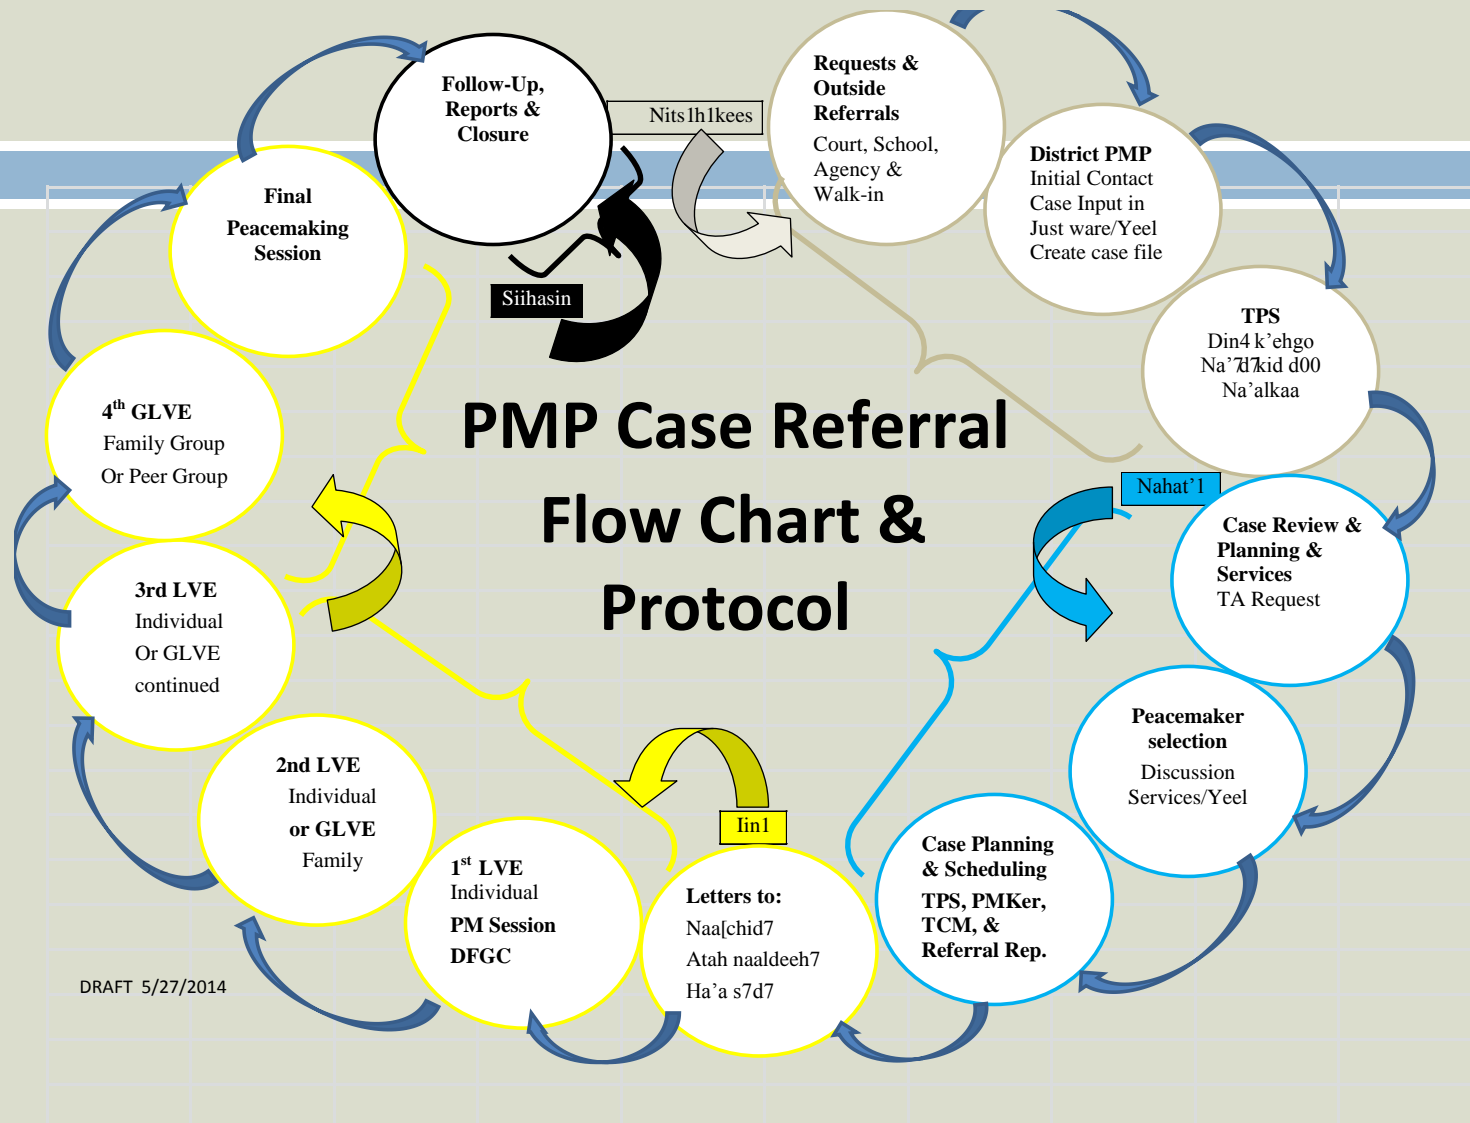 Requests &
Outside
Referrals
Court, School,
Agency &
Walk-in
District PMP
Initial Contact
Case Input in
Just ware/Yeel
Create case file
TPS
Din4 k’ehgo
Na’7d7kid d00
Na’alkaa
Case Review &
Planning &
Services
TA Request
Peacemaker
selection
Discussion
Services/Yeel
Case Planning
& Scheduling
TPS, PMKer,
TCM, &
Referral Rep.
Letters to:
Naa[chid7
Atah naaldeeh7
Ha’a s7d7
1st LVE
Individual
PM Session
DFGC
2nd LVE
Individual
or GLVE
Family
3rd LVE
Individual
Or GLVE
continued
4th GLVE
Family Group
Or Peer Group
Final
Peacemaking
Session
Follow-Up,
Reports &
Closure
Nits1h1kees
Nahat’1
Iin1
Siihasin
PMP Case Referral
Flow Chart &
Protocol
DRAFT 5/27/2014